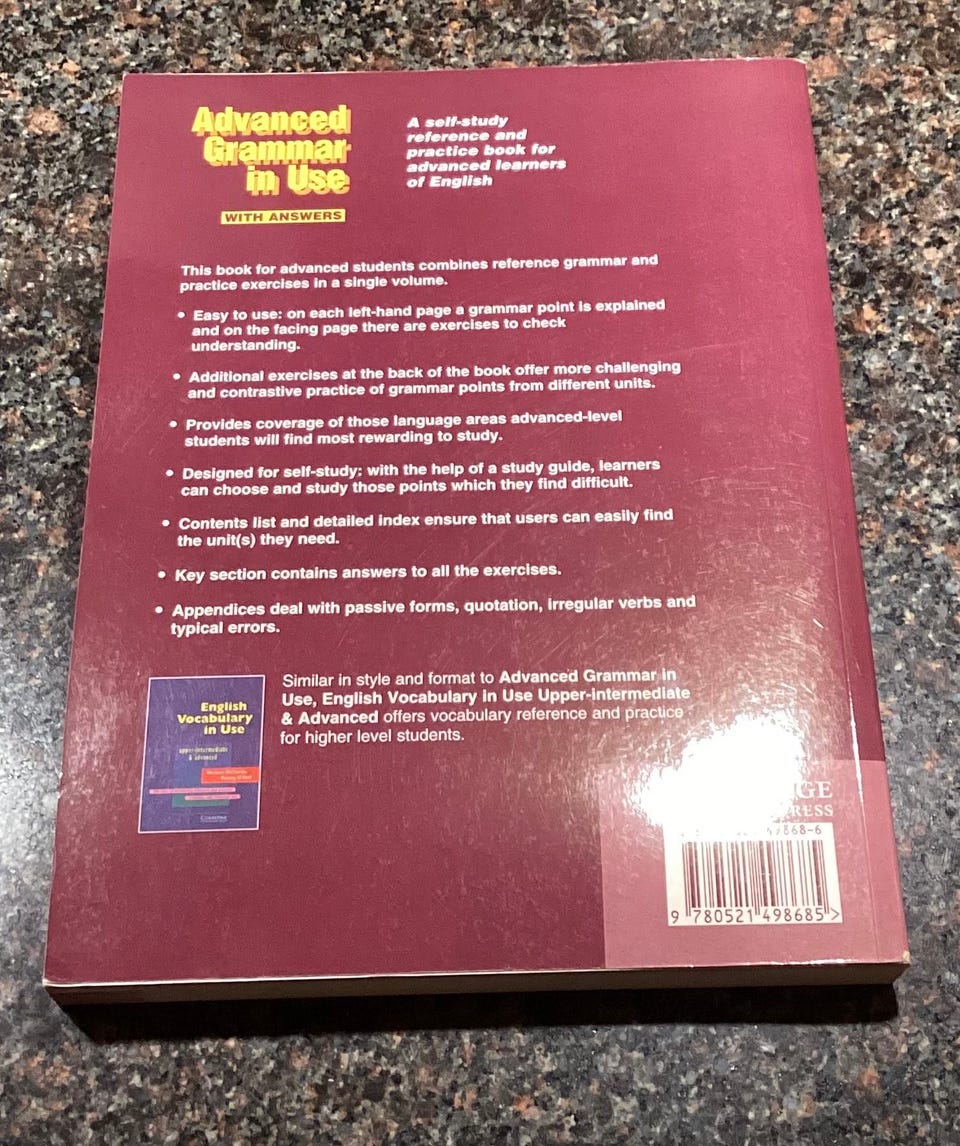 Advanced
Grammar
in Use
WITH ANSWERS
A self-study
reference and
practice book for
advanced learners
of English
This book for advanced students combines reference grammar and
practice exercises in a single volume.
• Easy to use: on each left-hand page a grammar point is explained
and on the facing page there are exercises to check
understanding.
• Additional exercises at the back of the book offer more challenging
and contrastive practice of grammar points from different units.
• Provides coverage of those language areas advanced-level
students will find most rewarding to study.
• Designed for self-study: with the help of a study guide, learners
can choose and study those points which they find difficult.
• Contents list and detailed index ensure that users can easily find
the unit(s) they need.
• Key section contains answers to all the exercises.
• Appendices deal with passive forms, quotation, irregular verbs and
typical errors.
English
Vocabulary
in Use
upper-intermediate
& advanced
Similar in style and format to Advanced Grammar in
Use, English Vocabulary in Use Upper-intermediate
& Advanced offers vocabulary reference and practice
for higher level students.
9 780521 498685 >